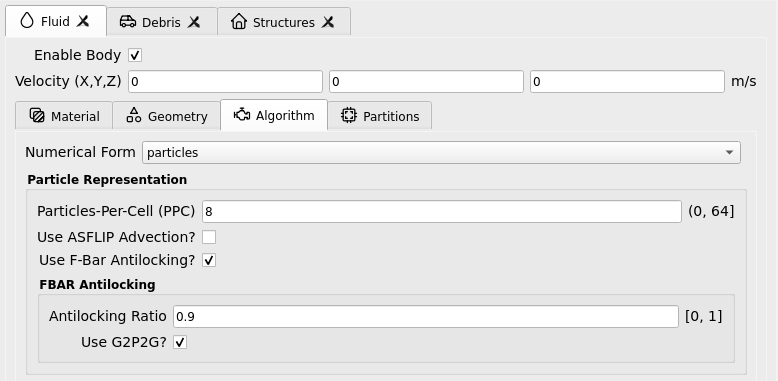 Fluid Debris Structures
Enable Body
Velocity (X,Y,Z) 0 0 0 m/s
Material Geometry Algorithm Partitions
Numerical Form particles
Particle Representation
Particles-Per-Cell (PPC) 8 (0, 64]
Use ASFLIP Advection?
Use F-Bar Antilocking?
FBAR Antilocking
Antilocking Ratio 0.9 [0, 1]
Use G2P2G?